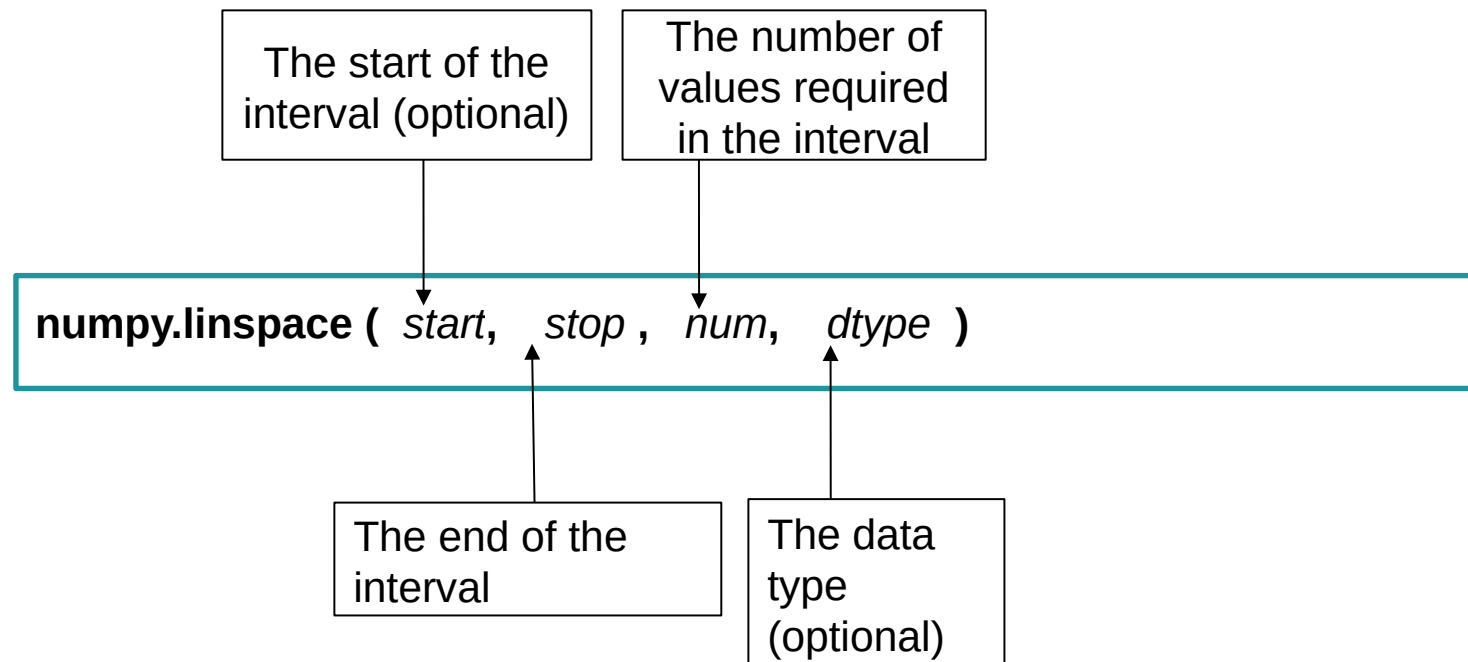 The start of the
interval (optional)
The number of
values required
in the interval
numpy.linspace ( start, stop , num, dtype )
The end of the
interval
The data
type
(optional)